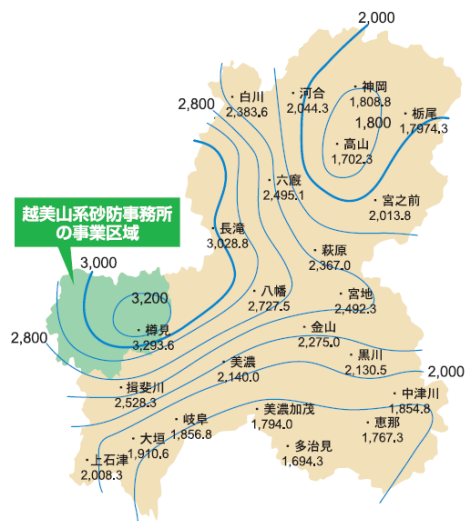 2,000
・神岡
1,808.8
・河合
2,044.3
・白川
2,383.6
2,800
1,800
・栃尾
1,7974.3
・高山
1,702.3
・六厩
2,495.1
・宮之前
2,013.8
越美山系砂防事務所
の事業区域
・長滝
3,028.8
・萩原
2,367.0
3,000
3,200
・八幡
2,727.5
・宮地
2,492.3
・樽見
3,293.6
2,800
・金山
2,275.0
・黒川
2,130.5
・美濃
2,140.0
2,000
・揖斐川
2,528.3
・中津川
1,854.8
・美濃加茂
1,794.0
・恵那
1,767.3
・岐阜
1,856.8
・大垣
1,910.6
・多治見
1,694.3
・上石津
2,008.3